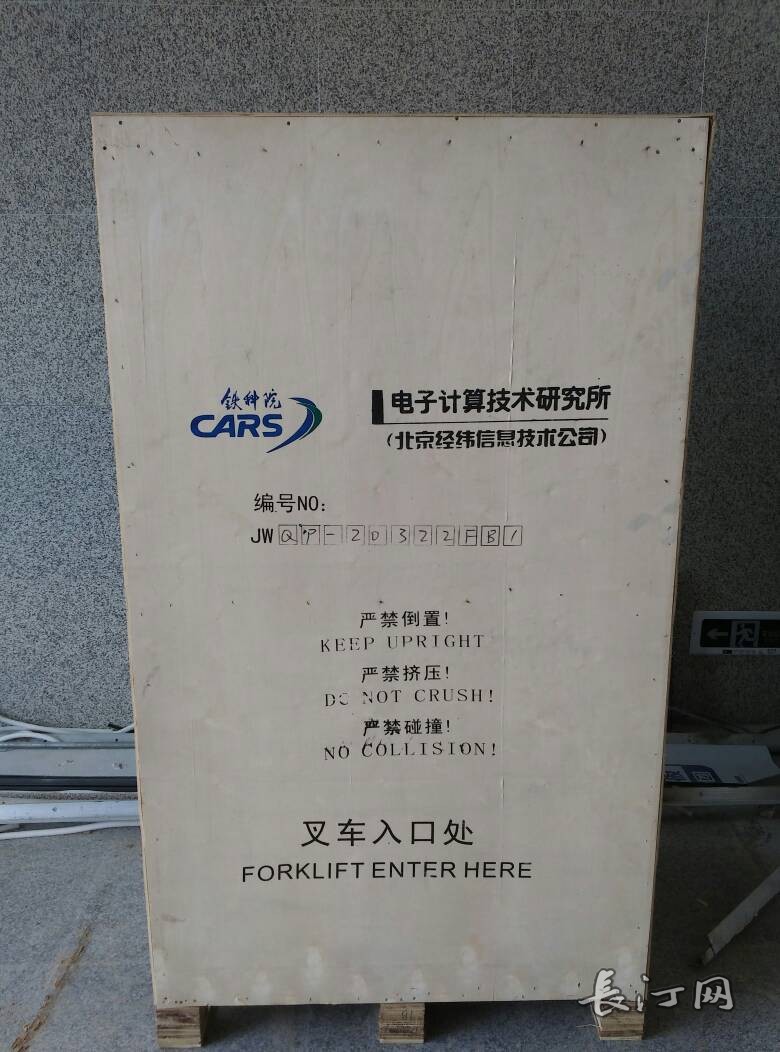 铁科院
CARS
电子计算技术研究所
(北京经纬信息技术公司)
编号NO:
JW QP-20322FB1
严禁倒置!
KEEP UPRIGHT
严禁挤压!
DO NOT CRUSH!
严禁碰撞!
NO COLLISION!
叉车入口处
FORKLIFT ENTER HERE
長汀网